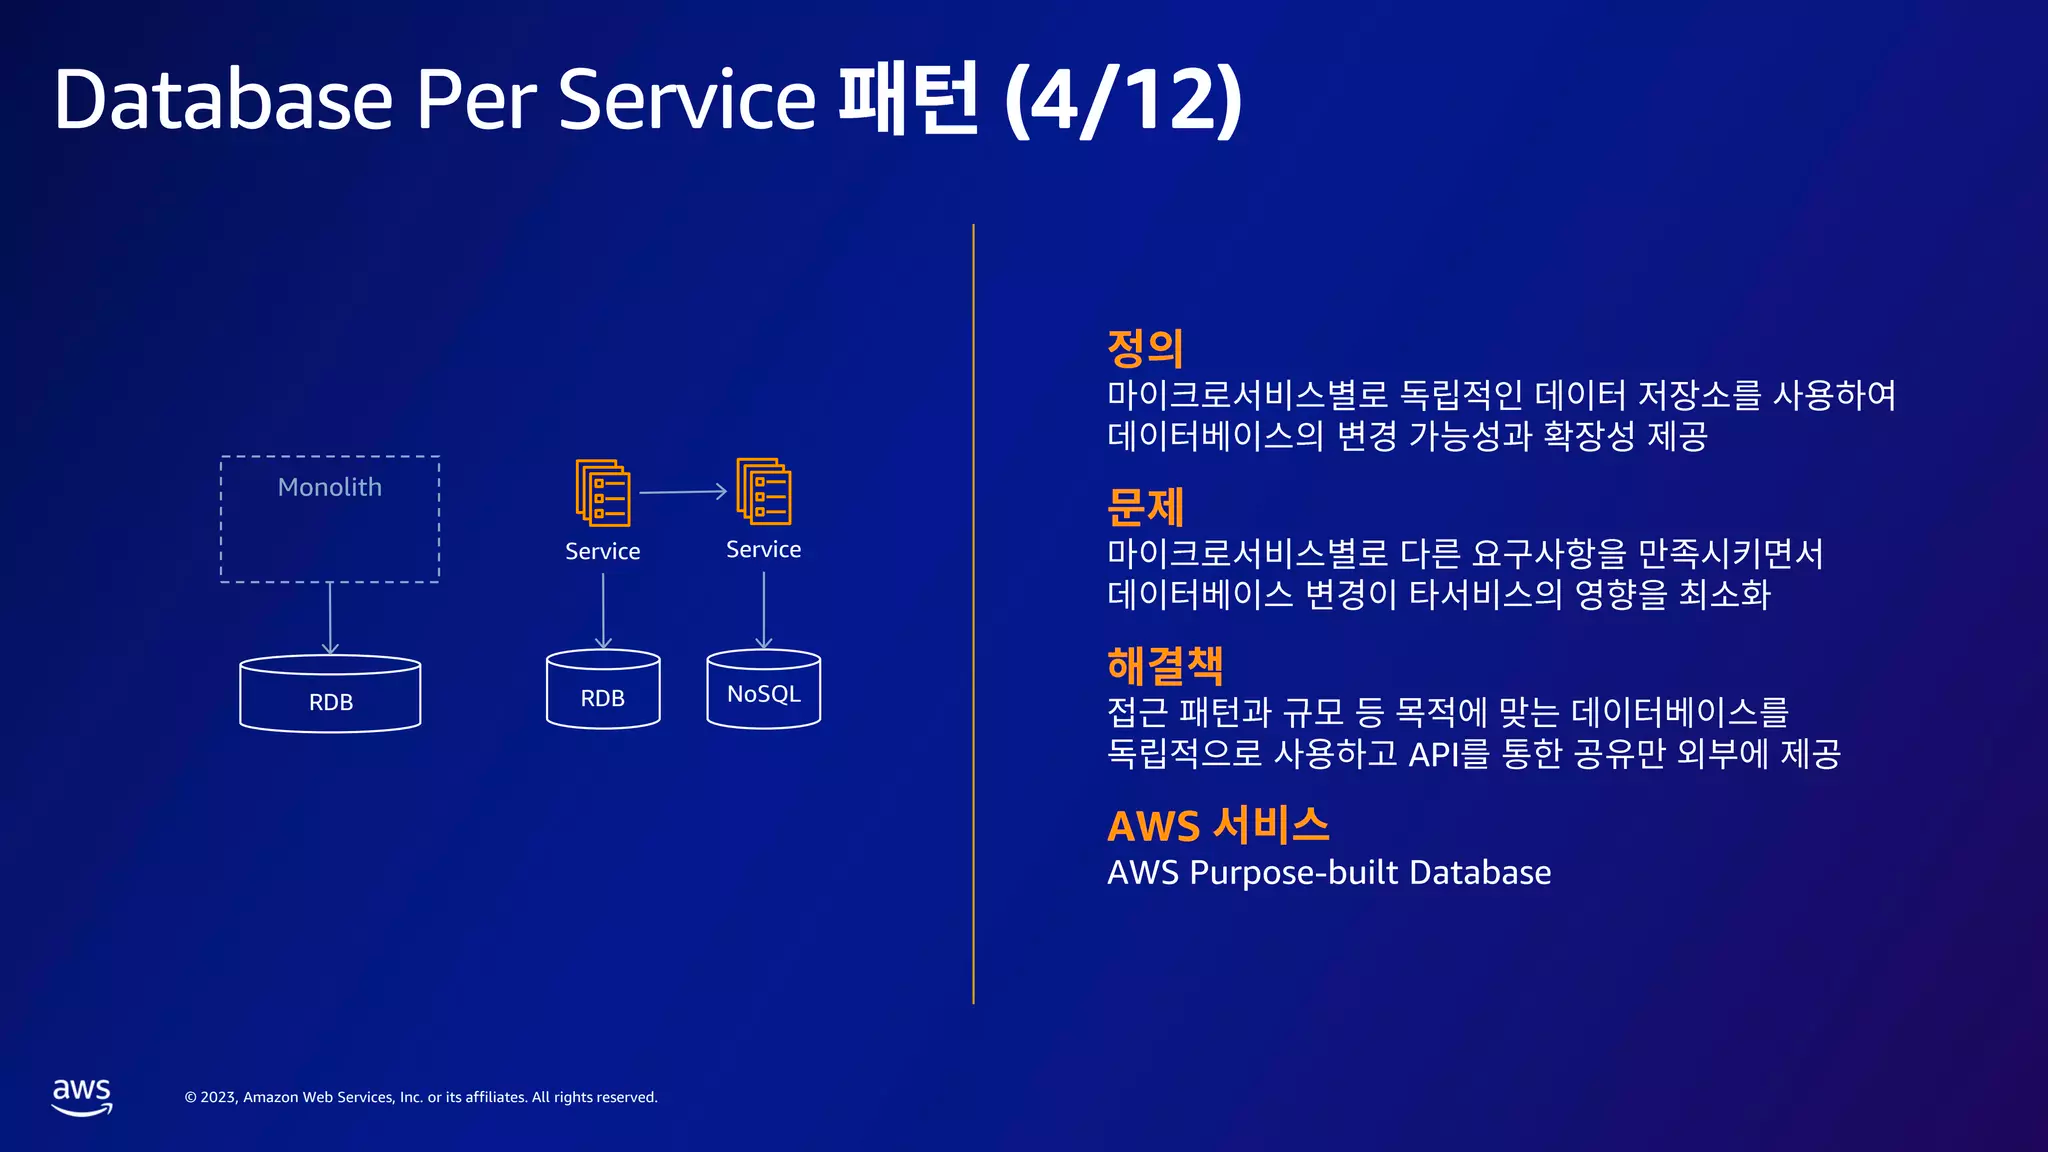 Database Per Service 패턴 (4/12)
Monolith
RDB
Service
Service
RDB
NoSQL
정의
마이크로서비스별로 독립적인 데이터 저장소를 사용하여
데이터베이스의 변경 가능성과 확장성 제공
문제
마이크로서비스별로 다른 요구사항을 만족시키면서
데이터베이스 변경이 타서비스의 영향을 최소화
해결책
접근 패턴과 규모 등 목적에 맞는 데이터베이스를
독립적으로 사용하고 API를 통한 공유만 외부에 제공
AWS 서비스
AWS Purpose-built Database
aws
© 2023, Amazon Web Services, Inc. or its affiliates. All rights reserved.